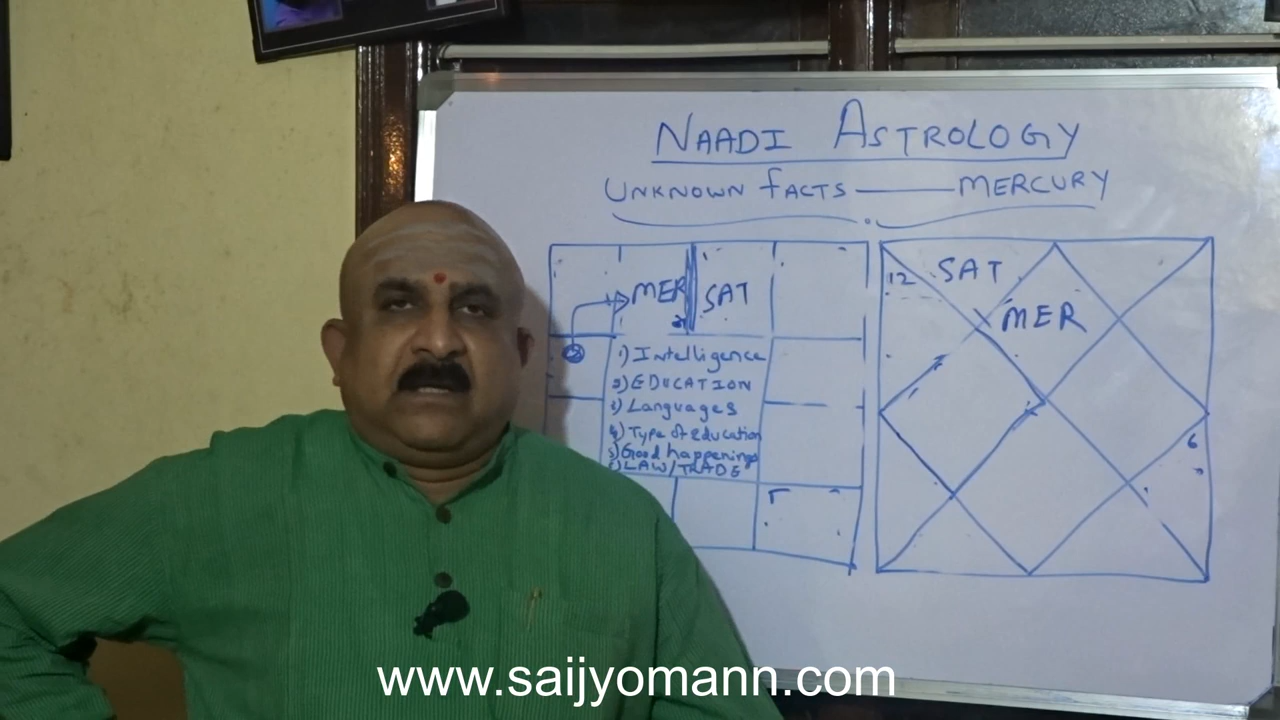 NAADI ASTROLOGY
UNKNOWN FACTS —— MERCURY
MER SAT
1) Intelligence
2) EDUCATION
3) Languages
4) Type of Education
5) Good happenings
6) LAW/TRADE
12 SAT
MER
6
www.saijyomann.com